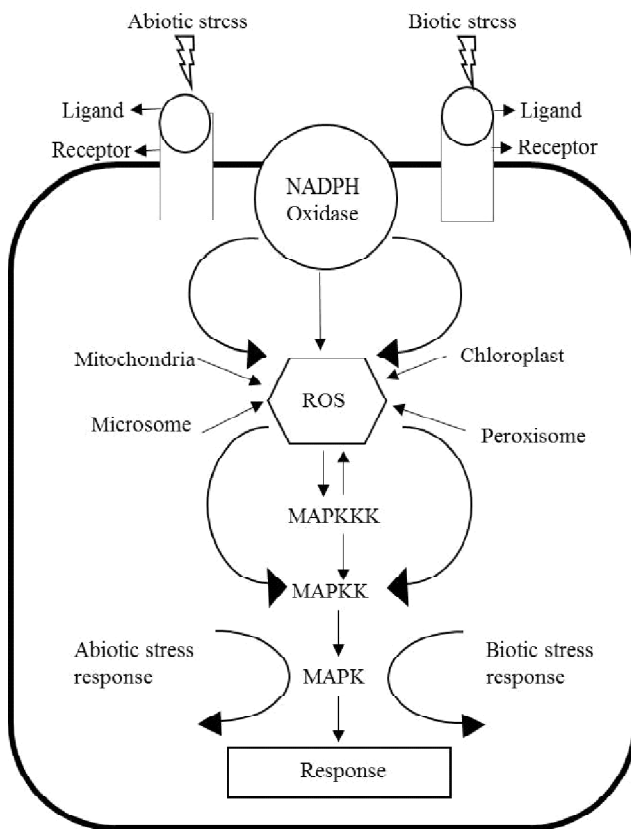 Abiotic stress
Biotic stress
Ligand
Ligand
Receptor
Receptor
NADPH
Oxidase
Mitochondria
Chloroplast
ROS
Microsome
Peroxisome
MAPKKK
MAPKK
Abiotic stress
response
MAPK
Biotic stress
response
Response